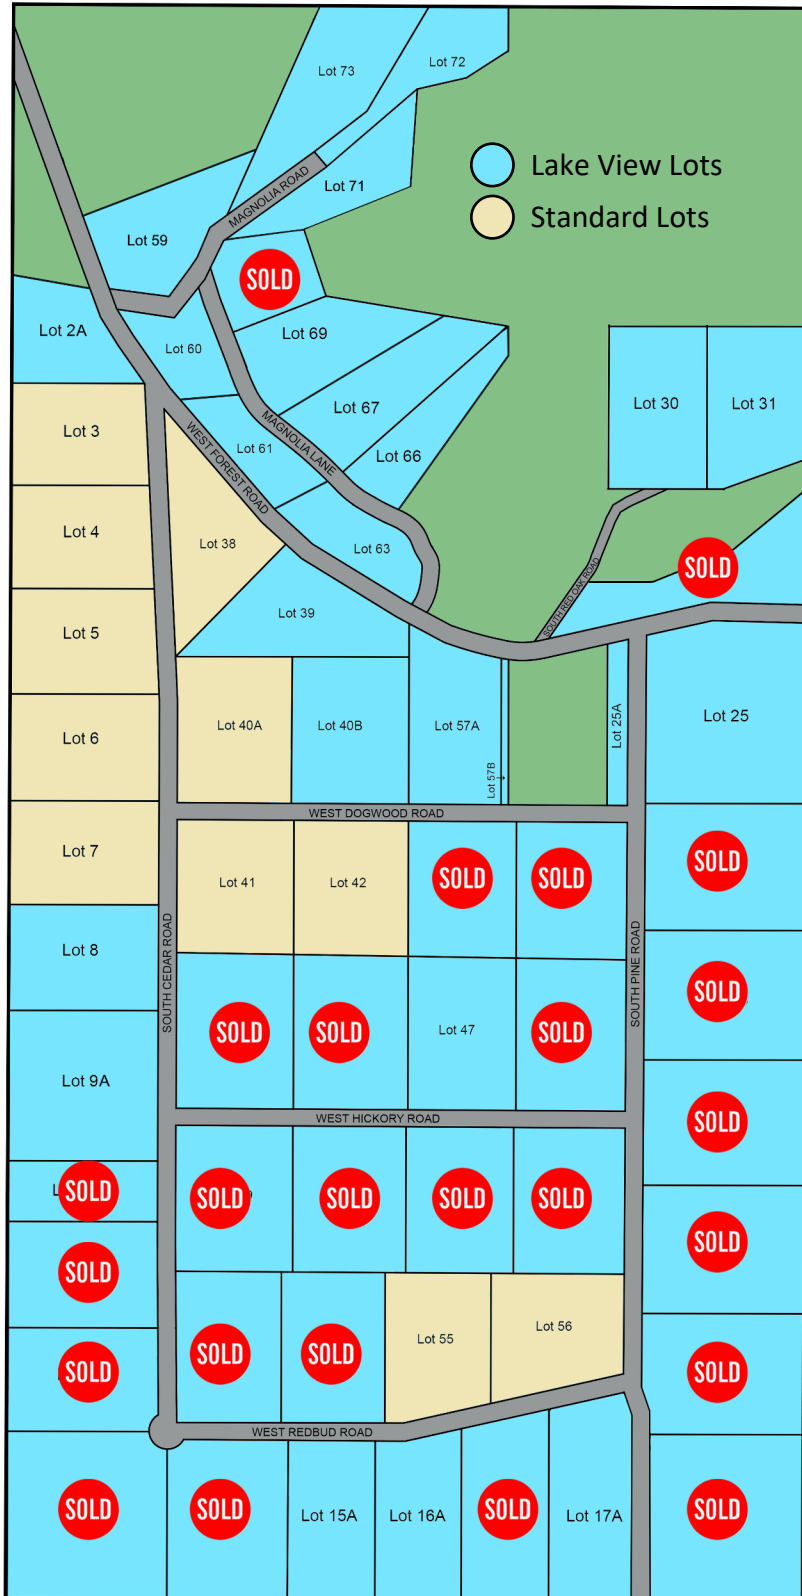 Lot 73
Lot 72
Lake View Lots
Standard Lots
MAGNOLIA ROAD
Lot 71
Lot 59
SOLD
Lot 2A
Lot 60
Lot 69
Lot 30
Lot 31
Lot 3
Lot 67
MAGNOLIA LANE
Lot 61
Lot 66
WEST FOREST ROAD
Lot 4
Lot 38
Lot 63
SOLD
SOUTH RED OAK ROAD
Lot 39
Lot 5
Lot 6
Lot 40A
Lot 40B
Lot 57A
Lot 57B
Lot 25A
Lot 25
WEST DOGWOOD ROAD
Lot 7
Lot 41
Lot 42
SOLD
SOLD
SOLD
Lot 8
SOUTH CEDAR ROAD
SOUTH PINE ROAD
SOLD
SOLD
SOLD
Lot 47
SOLD
Lot 9A
WEST HICKORY ROAD
SOLD
SOLD
SOLD
SOLD
SOLD
SOLD
SOLD
SOLD
SOLD
SOLD
Lot 55
Lot 56
SOLD
SOLD
WEST REDBUD ROAD
SOLD
SOLD
Lot 15A
Lot 16A
SOLD
Lot 17A
SOLD